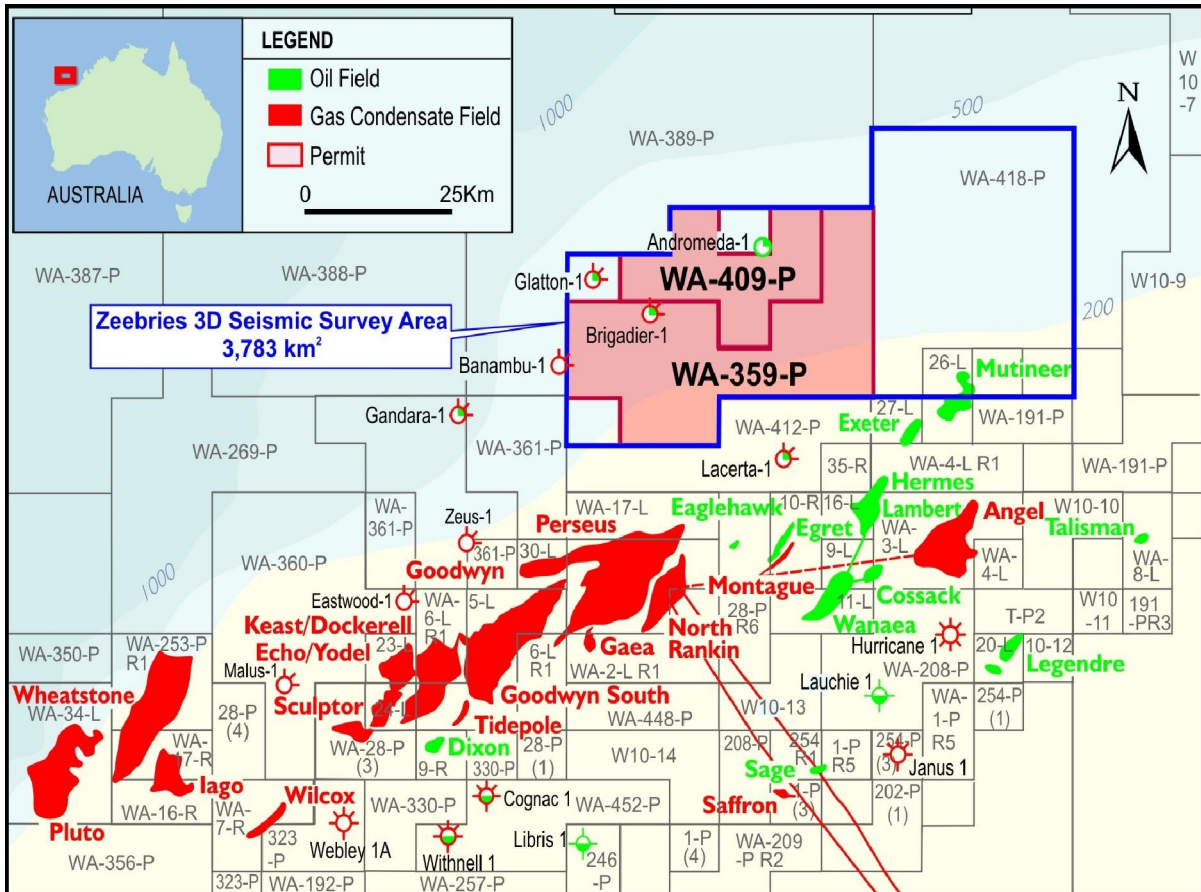 LEGEND
Oil Field
Gas Condensate Field
Permit
0 25Km
AUSTRALIA
N
W
10
-7
1000
500
WA-389-P
WA-418-P
Andromeda-1
WA-387-P
WA-388-P
Glatton-1
WA-409-P
W10-9
200
Zeebries 3D Seismic Survey Area
3,783 km²
Brigadier-1
Banambu-1
WA-359-P
26-L
Mutineer
Gandara-1
27-L
WA-191-P
Exeter
WA-412-P
WA-269-P
WA-361-P
Lacerta-1
35-R
WA-4-L R1
WA-191-P
Hermes
WA-17-L
10-R
16-L
Lambert
Angel
W10-10
Eaglehawk
Egret
WA-
361-P
Zeus-1
Perseus
WA-
3-L
Talisman
361-P
30-L
9-L
WA-
4-L
WA-
8-L
WA-360-P
Goodwyn
Montague
1000
Eastwood-1
WA-
6-L
R1
5-L
28-P
R6
11-L
Cossack
W10
-11
191
-PR3
Keast/Dockerell
North
Rankin
Wanaea
T-P2
Echo/Yodel
23-L
6-L
R1
Gaea
WA-2-L R1
Hurricane 1
20-L
10-12
WA-350-P
WA-253-P
R1
Legendre
Malus-1
WA-208-P
Wheatstone
Goodwyn South
Lauchie 1
WA-34-L
28-P
(4)
Sculptor
24-L
Tidepole
WA-448-P
W10-13
WA-
1-P
R5
254-P
(1)
WA-28-P
(3)
Dixon
28-P
(1)
W10-14
208-P
254
R1
1-P
R5
254-P
(3)
9-R
330-P
Sage
Janus 1
Iago
WA-16-R
WA-
7-R
Wilcox
WA-330-P
Cognac 1
WA-452-P
Saffron
(3)
202-P
(1)
Pluto
323
-P
Webley 1A
Withnell 1
Libris 1
1-P
(4)
WA-209
-P R2
WA-356-P
246
-P
323-P
WA-192-P
WA-257-P